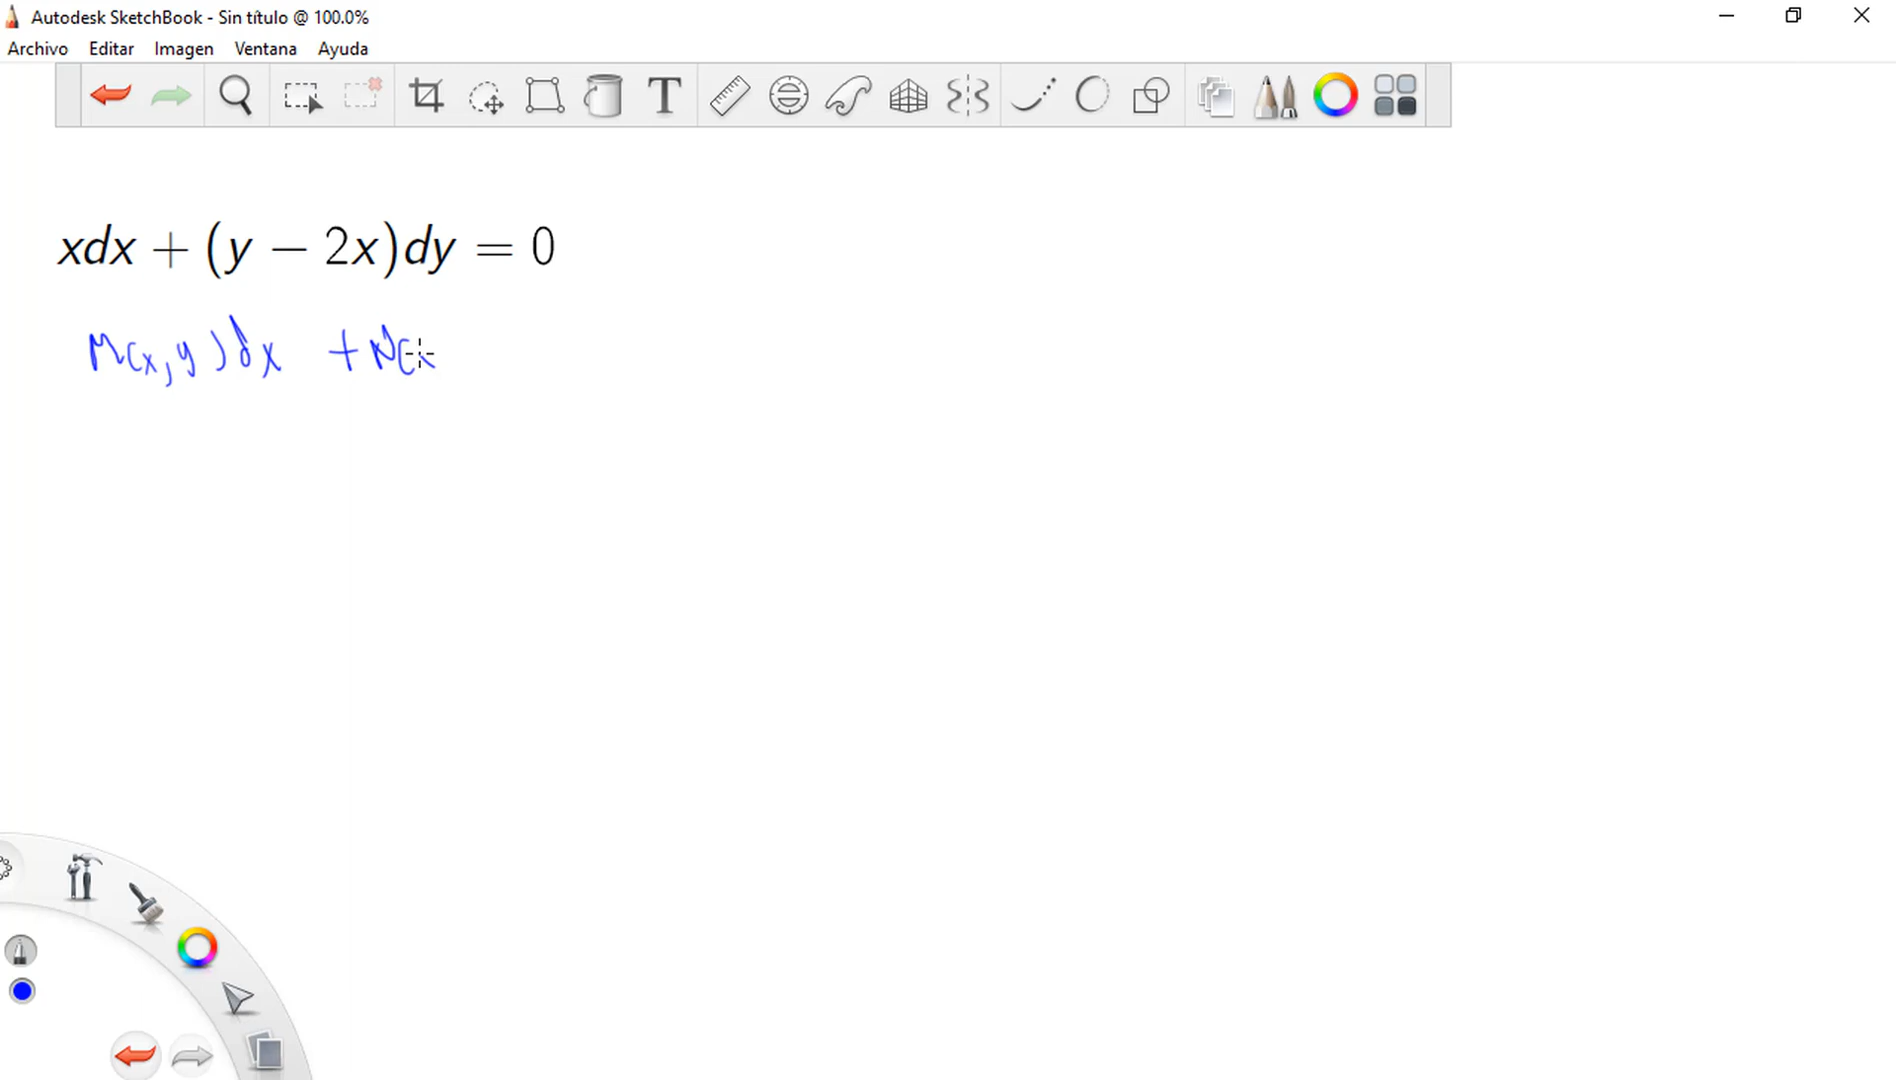 Autodesk SketchBook - Sin título @ 100.0%
Archivo Editar Imagen Ventana Ayuda
xdx + (y − 2x)dy = 0
M(x,y)dx + N(x